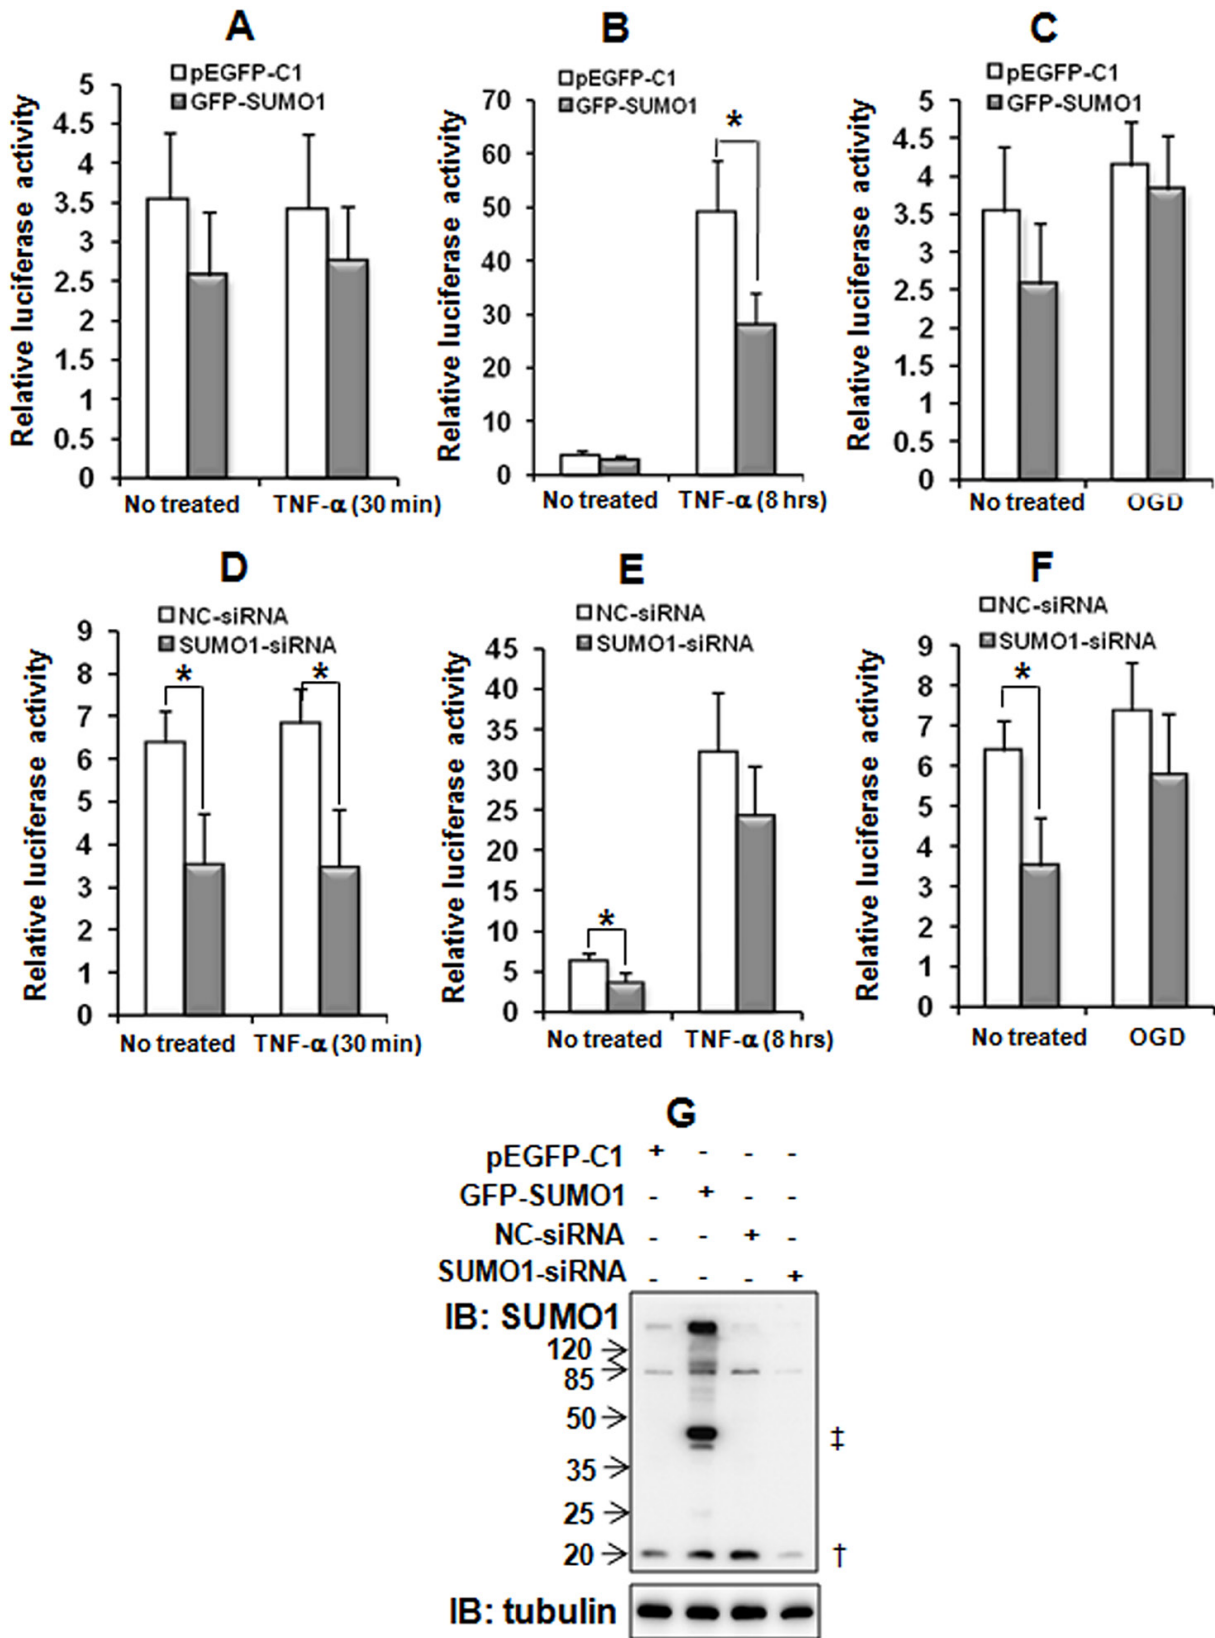 A
pEGFP-C1
GFP-SUMO1
Relative luciferase activity
5
4.5
4
3.5
3
2.5
2
1.5
1
0.5
0
No treated TNF-α (30 min)
B
pEGFP-C1
GFP-SUMO1
Relative luciferase activity
70
60
50
40
30
20
10
0
*
No treated TNF-α (8 hrs)
C
pEGFP-C1
GFP-SUMO1
Relative luciferase activity
5
4.5
4
3.5
3
2.5
2
1.5
1
0.5
0
No treated OGD
D
NC-siRNA
SUMO1-siRNA
Relative luciferase activity
9
8
7
6
5
4
3
2
1
0
* *
No treated TNF-α (30 min)
E
NC-siRNA
SUMO1-siRNA
Relative luciferase activity
45
40
35
30
25
20
15
10
5
0
*
No treated TNF-α (8 hrs)
F
NC-siRNA
SUMO1-siRNA
Relative luciferase activity
9
8
7
6
5
4
3
2
1
0
*
No treated OGD
G
pEGFP-C1 + - - -
GFP-SUMO1 - + - -
NC-siRNA - - + -
SUMO1-siRNA - - - +
IB: SUMO1
120
85
50
‡
35
25
20 †
IB: tubulin